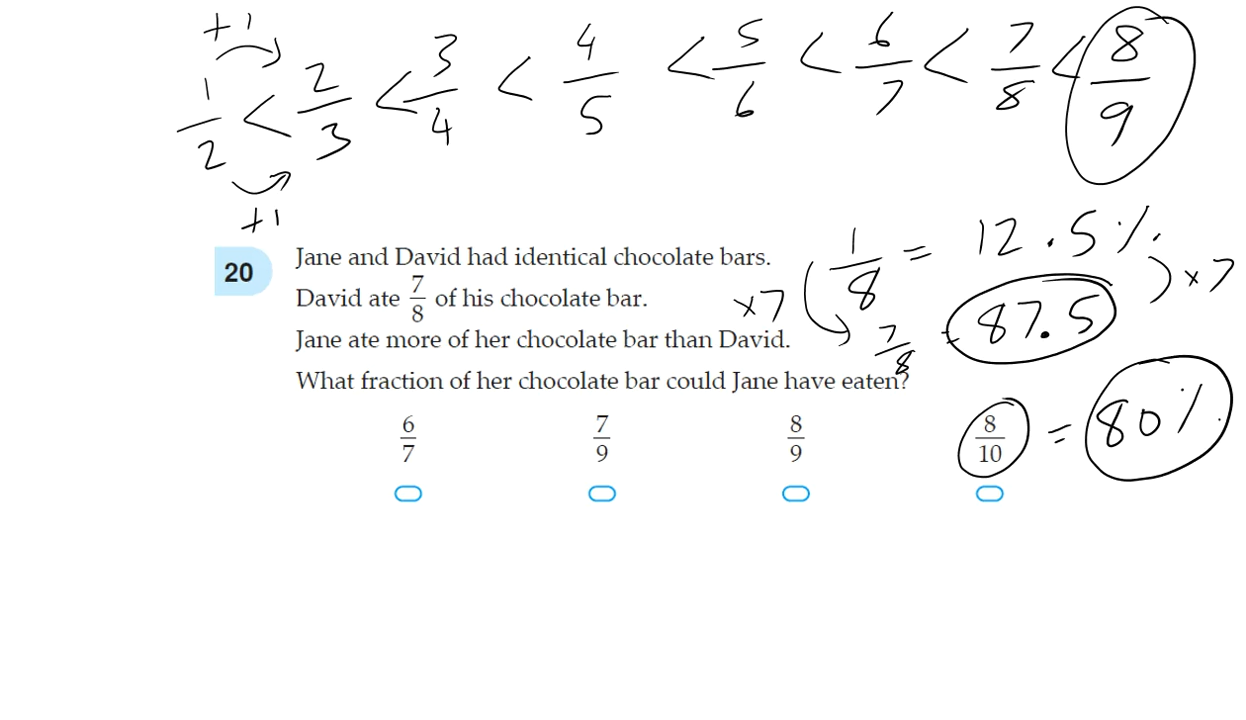 +1
1/2 < 2/3 < 3/4 < 4/5 < 5/6 < 6/7 < 7/8 < 8/9
+1
20 Jane and David had identical chocolate bars.
David ate 7/8 of his chocolate bar.
Jane ate more of her chocolate bar than David.
What fraction of her chocolate bar could Jane have eaten?
1/8 = 12.5%
×7 ×7
7/8 = 87.5
6/7 7/9 8/9 8/10 = 80%